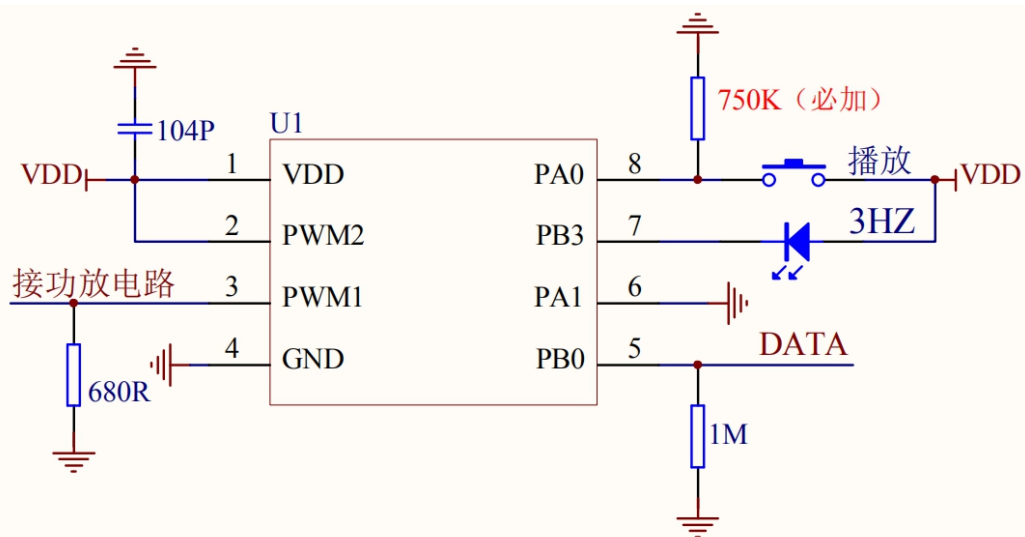 750K（必加）
104P
U1
VDD
1
VDD
PA0
8
播放
VDD
2
PWM2
PB3
7
3HZ
接功放电路
3
PWM1
PA1
6
4
GND
PB0
5
DATA
680R
1M